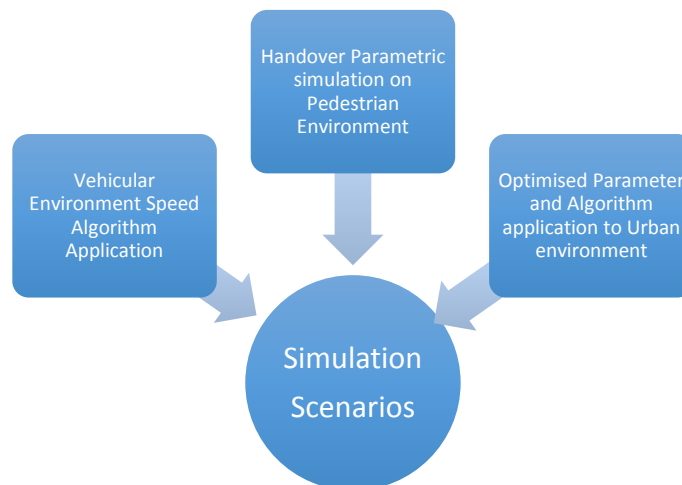 Handover Parametric
simulation on
Pedestrian
Environment
Vehicular
Environment Speed
Algorithm
Application
Optimised Parameter
and Algorithm
application to Urban
environment
Simulation
Scenarios